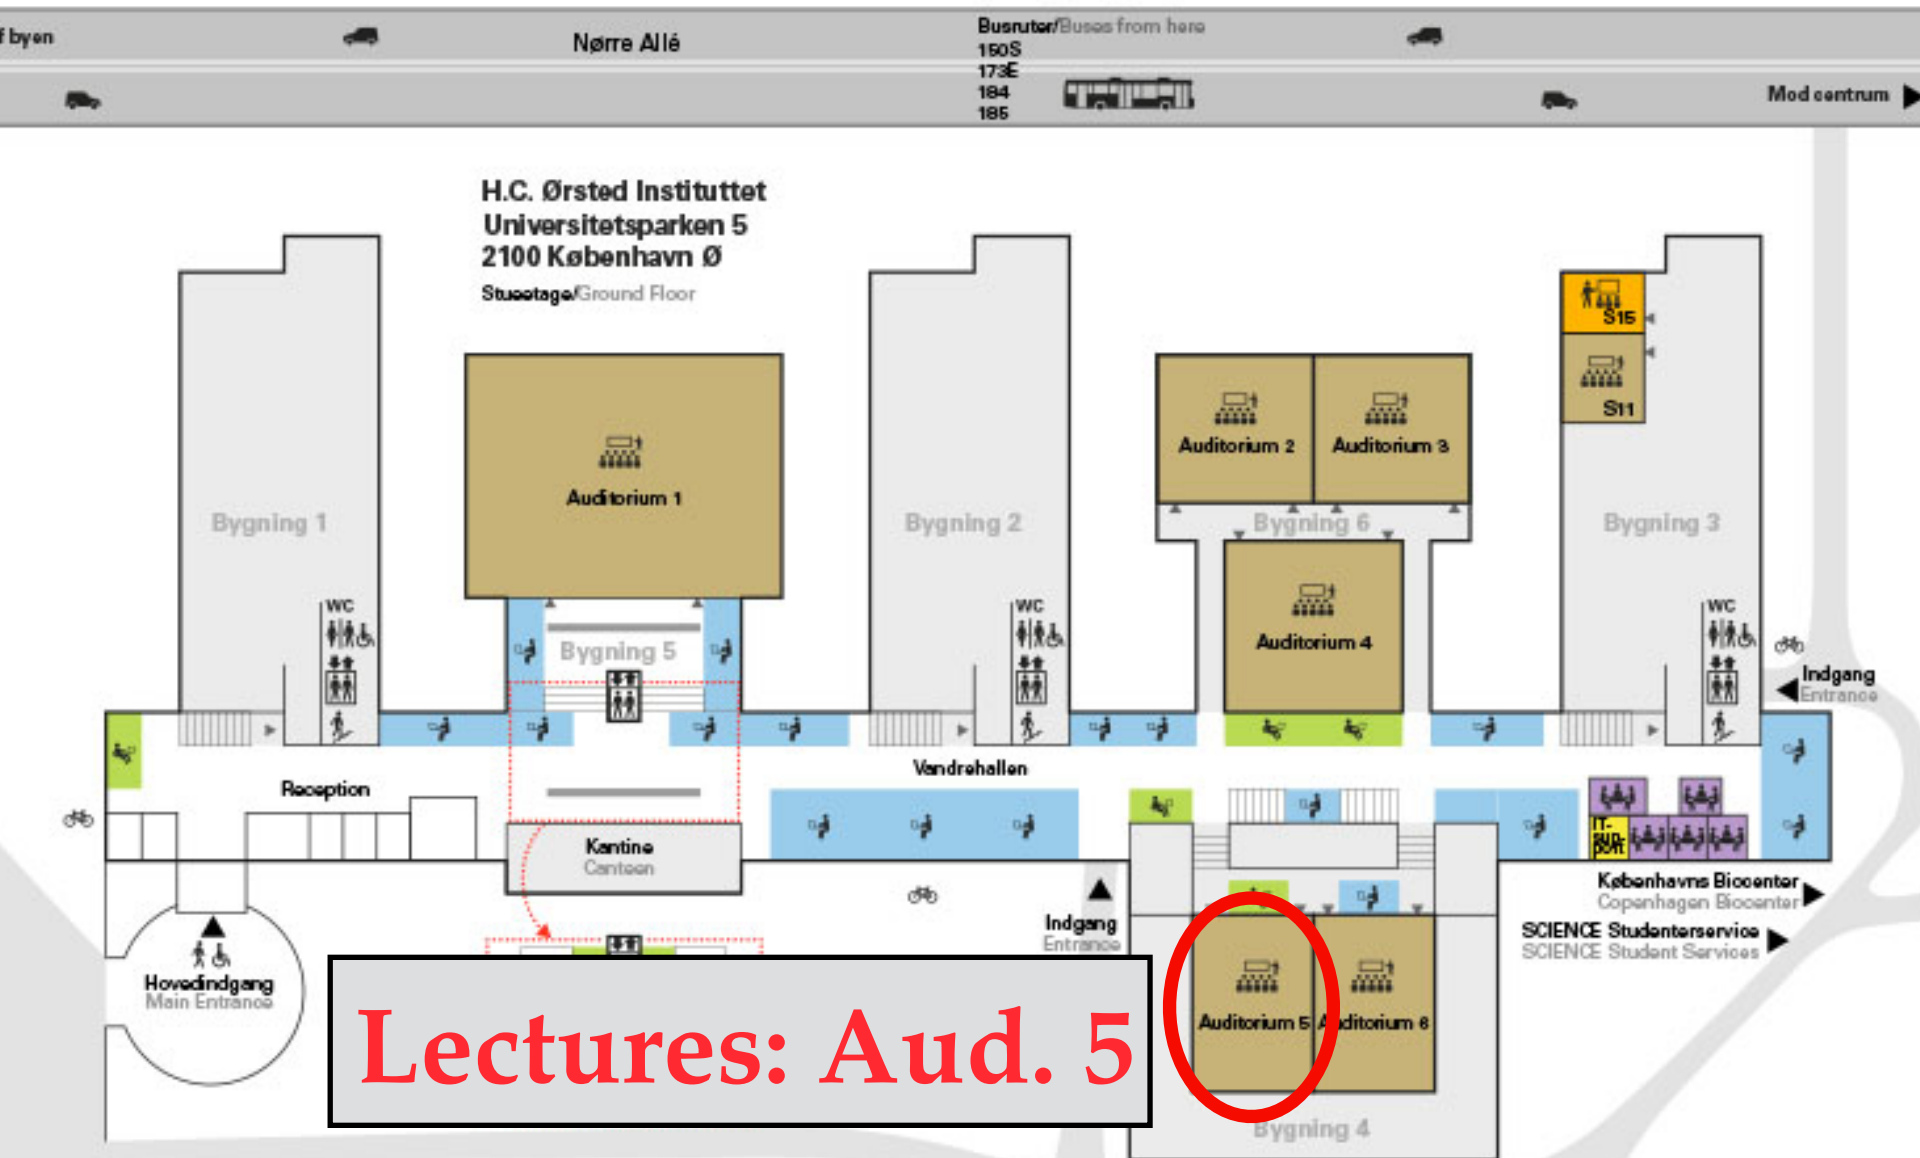 f byen
Nørre Allé
Busruter/Buses from here
150S
173E
184
185
Mod centrum
H.C. Ørsted Instituttet
Universitetsparken 5
2100 København Ø
Stueetage/Ground Floor
S15
S11
Auditorium 1
Auditorium 2
Auditorium 3
Bygning 1
Bygning 2
Bygning 6
Bygning 3
WC
WC
WC
Bygning 5
Auditorium 4
Indgang
Entrance
Vandrehallen
Reception
Kantine
Canteen
IT-
sup-
port
Københavns Biocenter
Copenhagen Biocenter
Indgang
Entrance
SCIENCE Studenterservice
SCIENCE Student Services
Hovedindgang
Main Entrance
Lectures: Aud. 5
Auditorium 5
Auditorium 6
Bygning 4